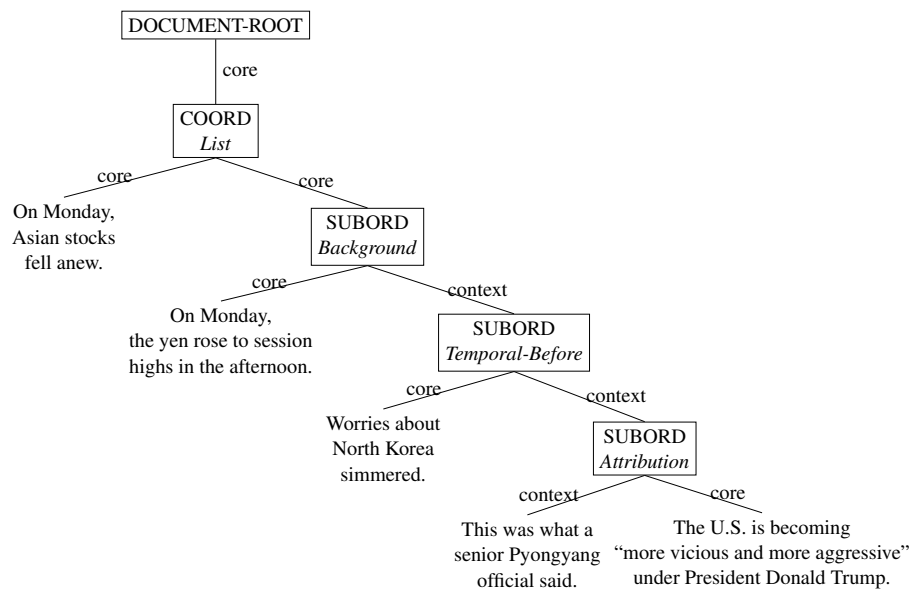 DOCUMENT-ROOT
core
COORD
List
core
core
On Monday,
Asian stocks
fell anew.
SUBORD
Background
core
context
On Monday,
the yen rose to session
highs in the afternoon.
SUBORD
Temporal-Before
core
context
Worries about
North Korea
simmered.
SUBORD
Attribution
context
core
This was what a
senior Pyongyang
official said.
The U.S. is becoming
“more vicious and more aggressive”
under President Donald Trump.